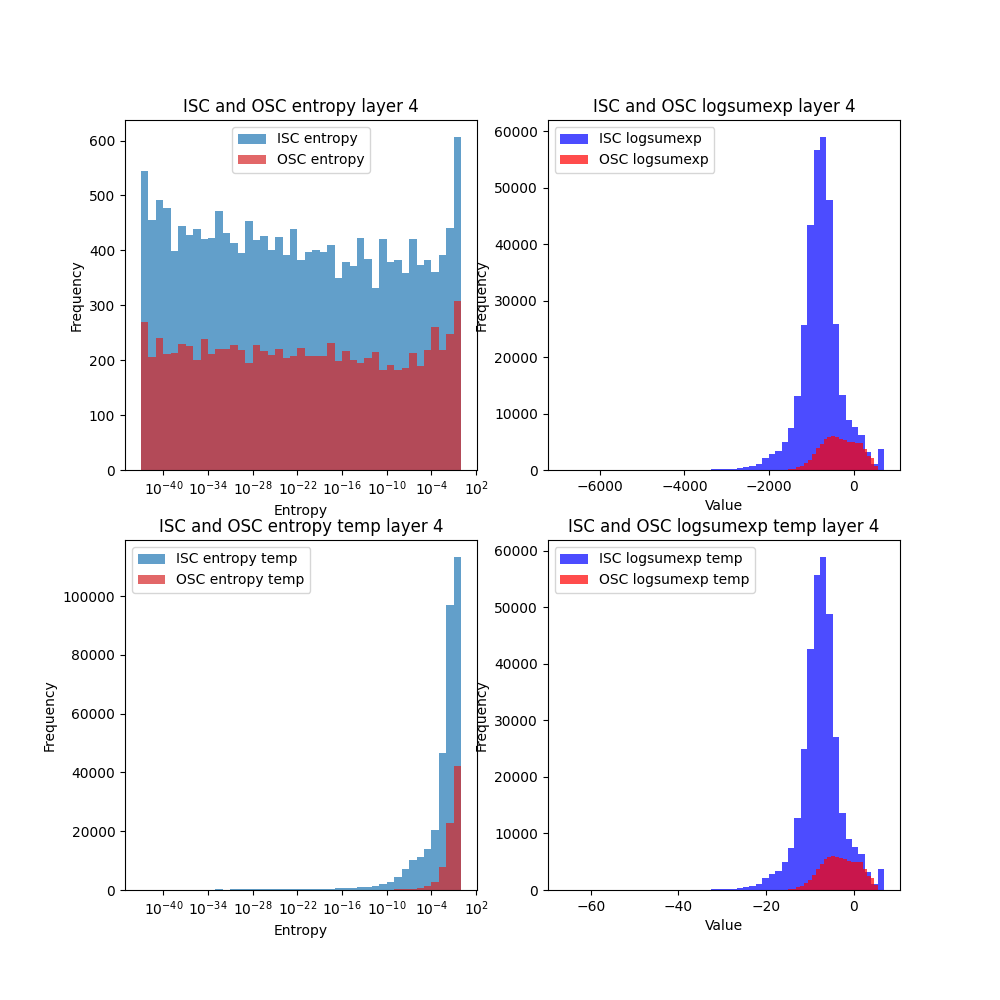 ISC and OSC entropy layer 4
ISC entropy
OSC entropy
600
500
400
300
200
100
0
Frequency
10⁻⁴⁰ 10⁻³⁴ 10⁻²⁸ 10⁻²² 10⁻¹⁶ 10⁻¹⁰ 10⁻⁴ 10²
Entropy
ISC and OSC logsumexp layer 4
ISC logsumexp
OSC logsumexp
60000
50000
40000
30000
20000
10000
0
Frequency
−6000 −4000 −2000 0
Value
ISC and OSC entropy temp layer 4
ISC entropy temp
OSC entropy temp
100000
80000
60000
40000
20000
0
Frequency
10⁻⁴⁰ 10⁻³⁴ 10⁻²⁸ 10⁻²² 10⁻¹⁶ 10⁻¹⁰ 10⁻⁴ 10²
Entropy
ISC and OSC logsumexp temp layer 4
ISC logsumexp temp
OSC logsumexp temp
60000
50000
40000
30000
20000
10000
0
Frequency
−60 −40 −20 0
Value